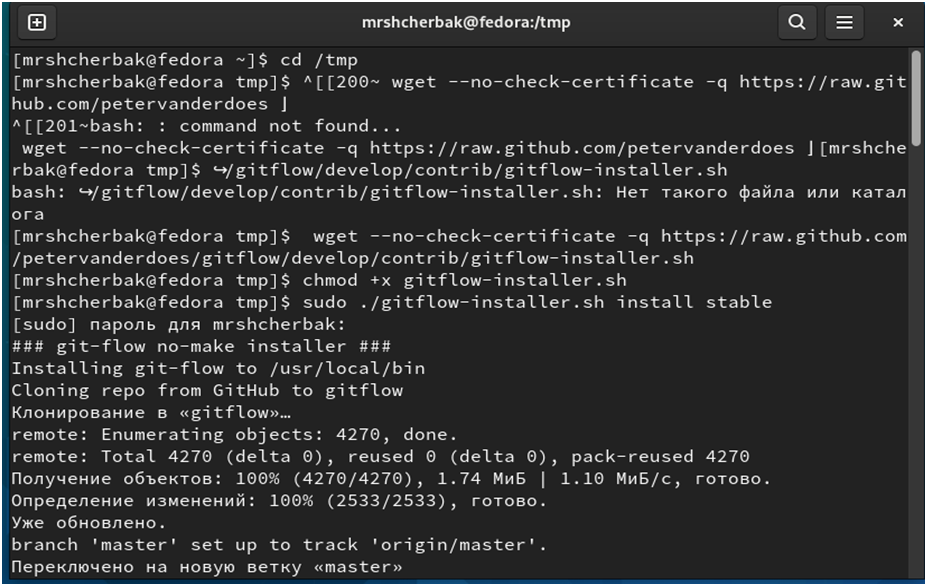 mrshcherbak@fedora:/tmp
[mrshcherbak@fedora ~]$ cd /tmp
[mrshcherbak@fedora tmp]$ ^[[200~ wget --no-check-certificate -q https://raw.git
hub.com/petervanderdoes ⌋
^[[201~bash: : command not found...
 wget --no-check-certificate -q https://raw.github.com/petervanderdoes ⌋[mrshche
rbak@fedora tmp]$ ↪/gitflow/develop/contrib/gitflow-installer.sh
bash: ↪/gitflow/develop/contrib/gitflow-installer.sh: Нет такого файла или катал
ога
[mrshcherbak@fedora tmp]$  wget --no-check-certificate -q https://raw.github.com
/petervanderdoes/gitflow/develop/contrib/gitflow-installer.sh
[mrshcherbak@fedora tmp]$ chmod +x gitflow-installer.sh
[mrshcherbak@fedora tmp]$ sudo ./gitflow-installer.sh install stable
[sudo] пароль для mrshcherbak:
### git-flow no-make installer ###
Installing git-flow to /usr/local/bin
Cloning repo from GitHub to gitflow
Клонирование в «gitflow»…
remote: Enumerating objects: 4270, done.
remote: Total 4270 (delta 0), reused 0 (delta 0), pack-reused 4270
Получение объектов: 100% (4270/4270), 1.74 МиБ | 1.10 МиБ/с, готово.
Определение изменений: 100% (2533/2533), готово.
Уже обновлено.
branch 'master' set up to track 'origin/master'.
Переключено на новую ветку «master»